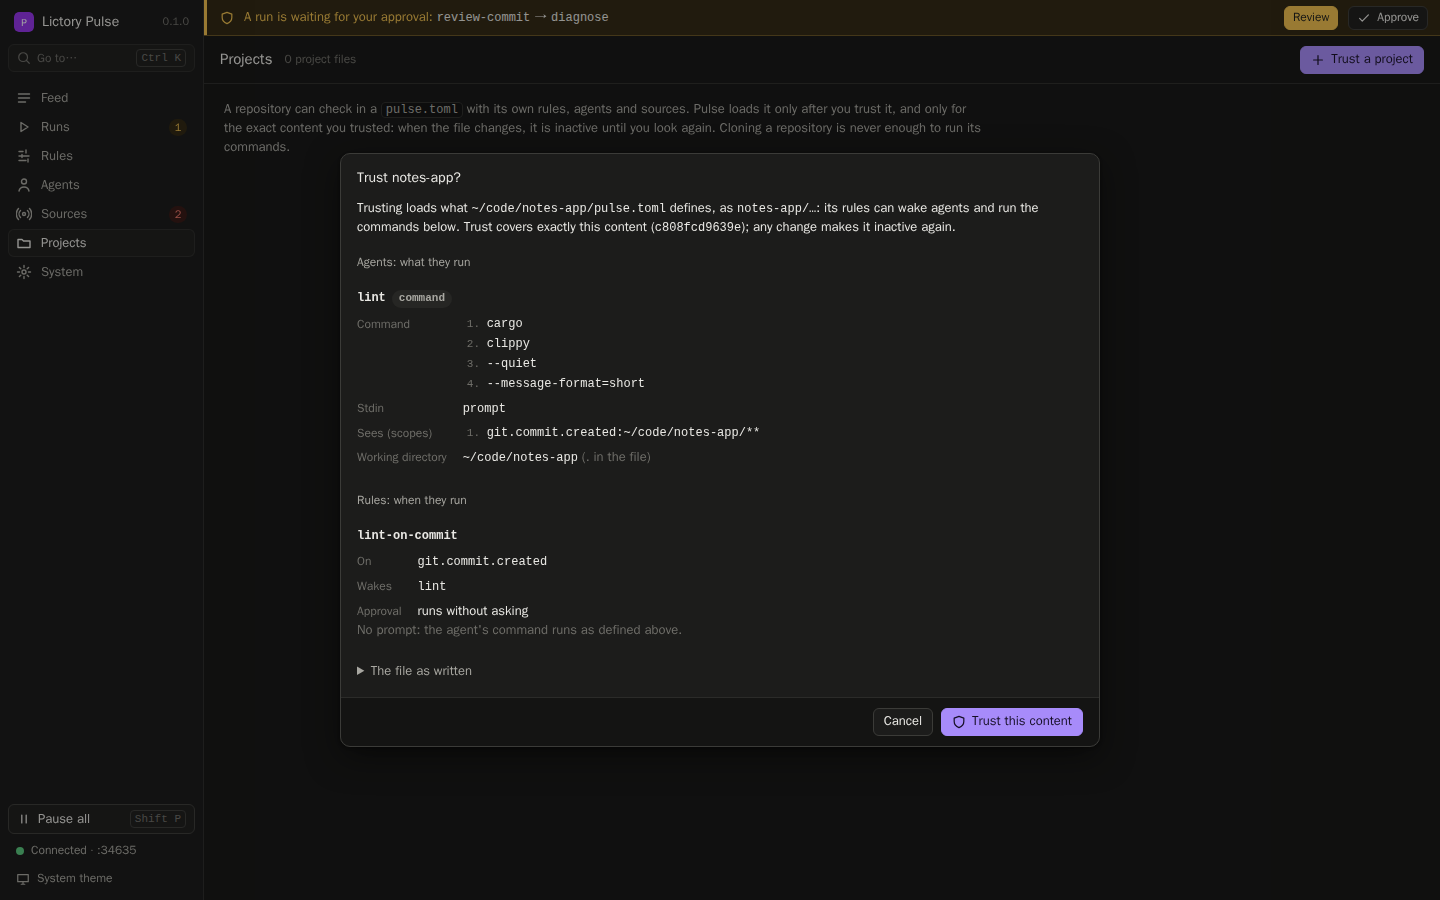 P Lictory Pulse 0.1.0
A run is waiting for your approval: review-commit → diagnose
Review
Approve
Go to… Ctrl K
Feed
Runs 1
Rules
Agents
Sources 2
Projects
System
Projects 0 project files
Trust a project
A repository can check in a pulse.toml with its own rules, agents and sources. Pulse loads it only after you trust it, and only for
the exact content you trusted: when the file changes, it is inactive until you look again. Cloning a repository is never enough to run its
commands.
Trust notes-app?
Trusting loads what ~/code/notes-app/pulse.toml defines, as notes-app/…: its rules can wake agents and run the
commands below. Trust covers exactly this content (c808fcd9639e); any change makes it inactive again.
Agents: what they run
lint command
Command 1. cargo
2. clippy
3. --quiet
4. --message-format=short
Stdin prompt
Sees (scopes) 1. git.commit.created:~/code/notes-app/**
Working directory ~/code/notes-app (. in the file)
Rules: when they run
lint-on-commit
On git.commit.created
Wakes lint
Approval runs without asking
No prompt: the agent's command runs as defined above.
The file as written
Cancel
Trust this content
Pause all Shift P
Connected · :34635
System theme